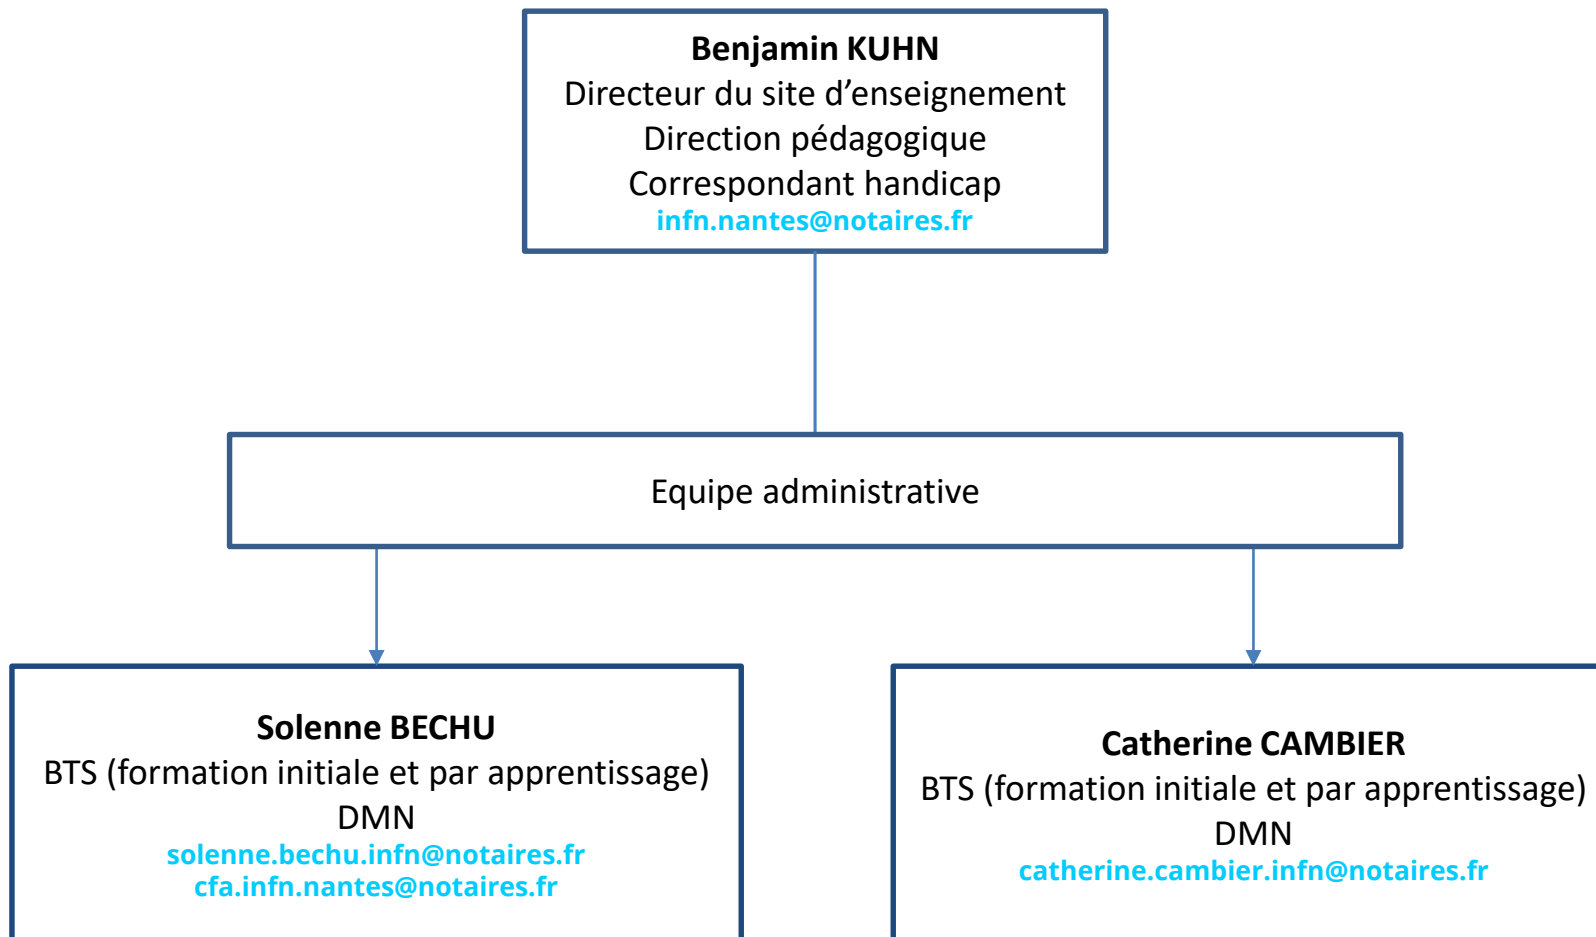 Benjamin KUHN
Directeur du site d’enseignement
Direction pédagogique
Correspondant handicap
infn.nantes@notaires.fr
Equipe administrative
Solenne BECHU
BTS (formation initiale et par apprentissage)
DMN
solenne.bechu.infn@notaires.fr
cfa.infn.nantes@notaires.fr
Catherine CAMBIER
BTS (formation initiale et par apprentissage)
DMN
catherine.cambier.infn@notaires.fr